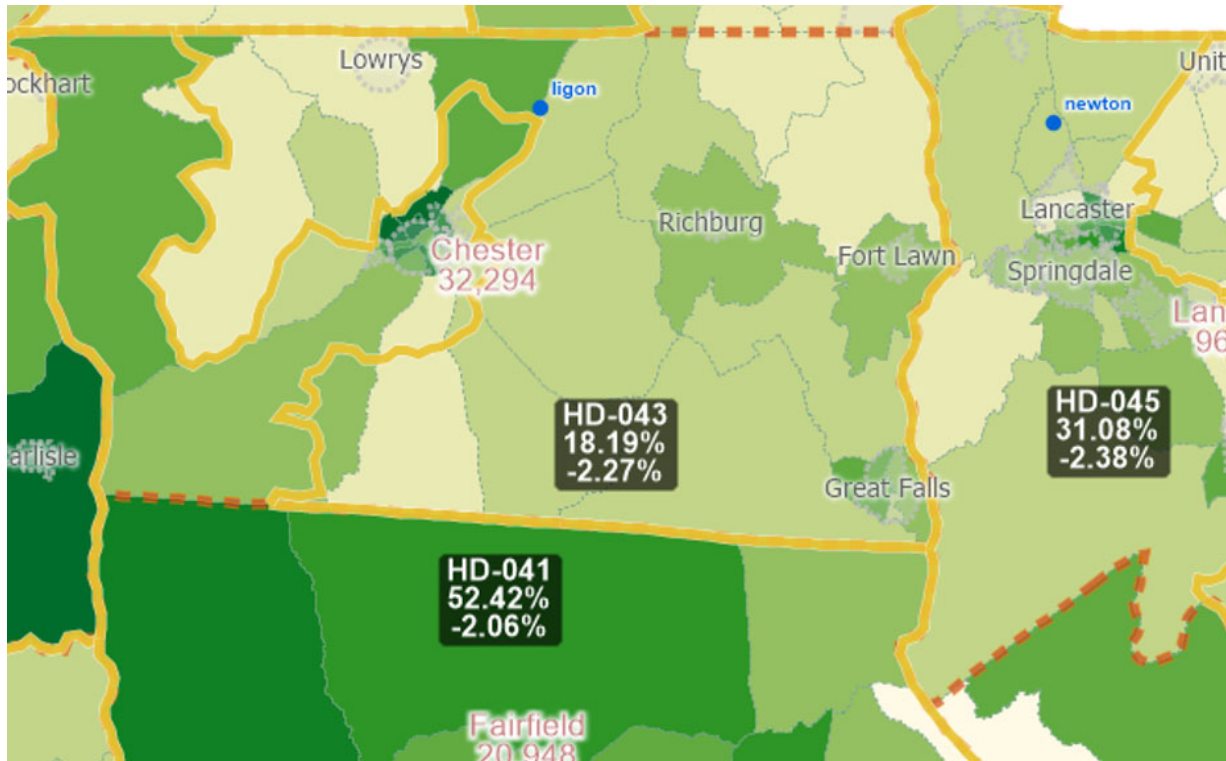 Lowrys
Unit
ockhart
ligon
newton
Richburg
Lancaster
Chester
32,294
Fort Lawn
Springdale
Lan
96
HD-043
18.19%
-2.27%
HD-045
31.08%
-2.38%
arlisle
Great Falls
HD-041
52.42%
-2.06%
Fairfield
20,948